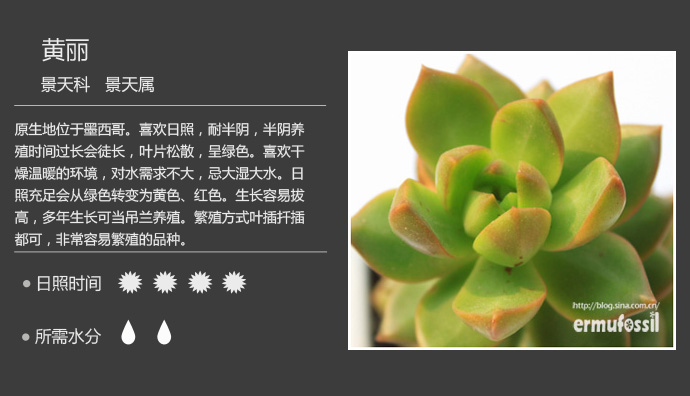 黄丽
景天科 景天属
原生地位于墨西哥。喜欢日照，耐半阴，半阴养
殖时间过长会徒长，叶片松散，呈绿色。喜欢干
燥温暖的环境，对水需求不大，忌大湿大水。日
照充足会从绿色转变为黄色、红色。生长容易拔
高，多年生长可当吊兰养殖。繁殖方式叶插扦插
都可，非常容易繁殖的品种。
日照时间
所需水分
http://blog.sina.com.cn/
ermufossil